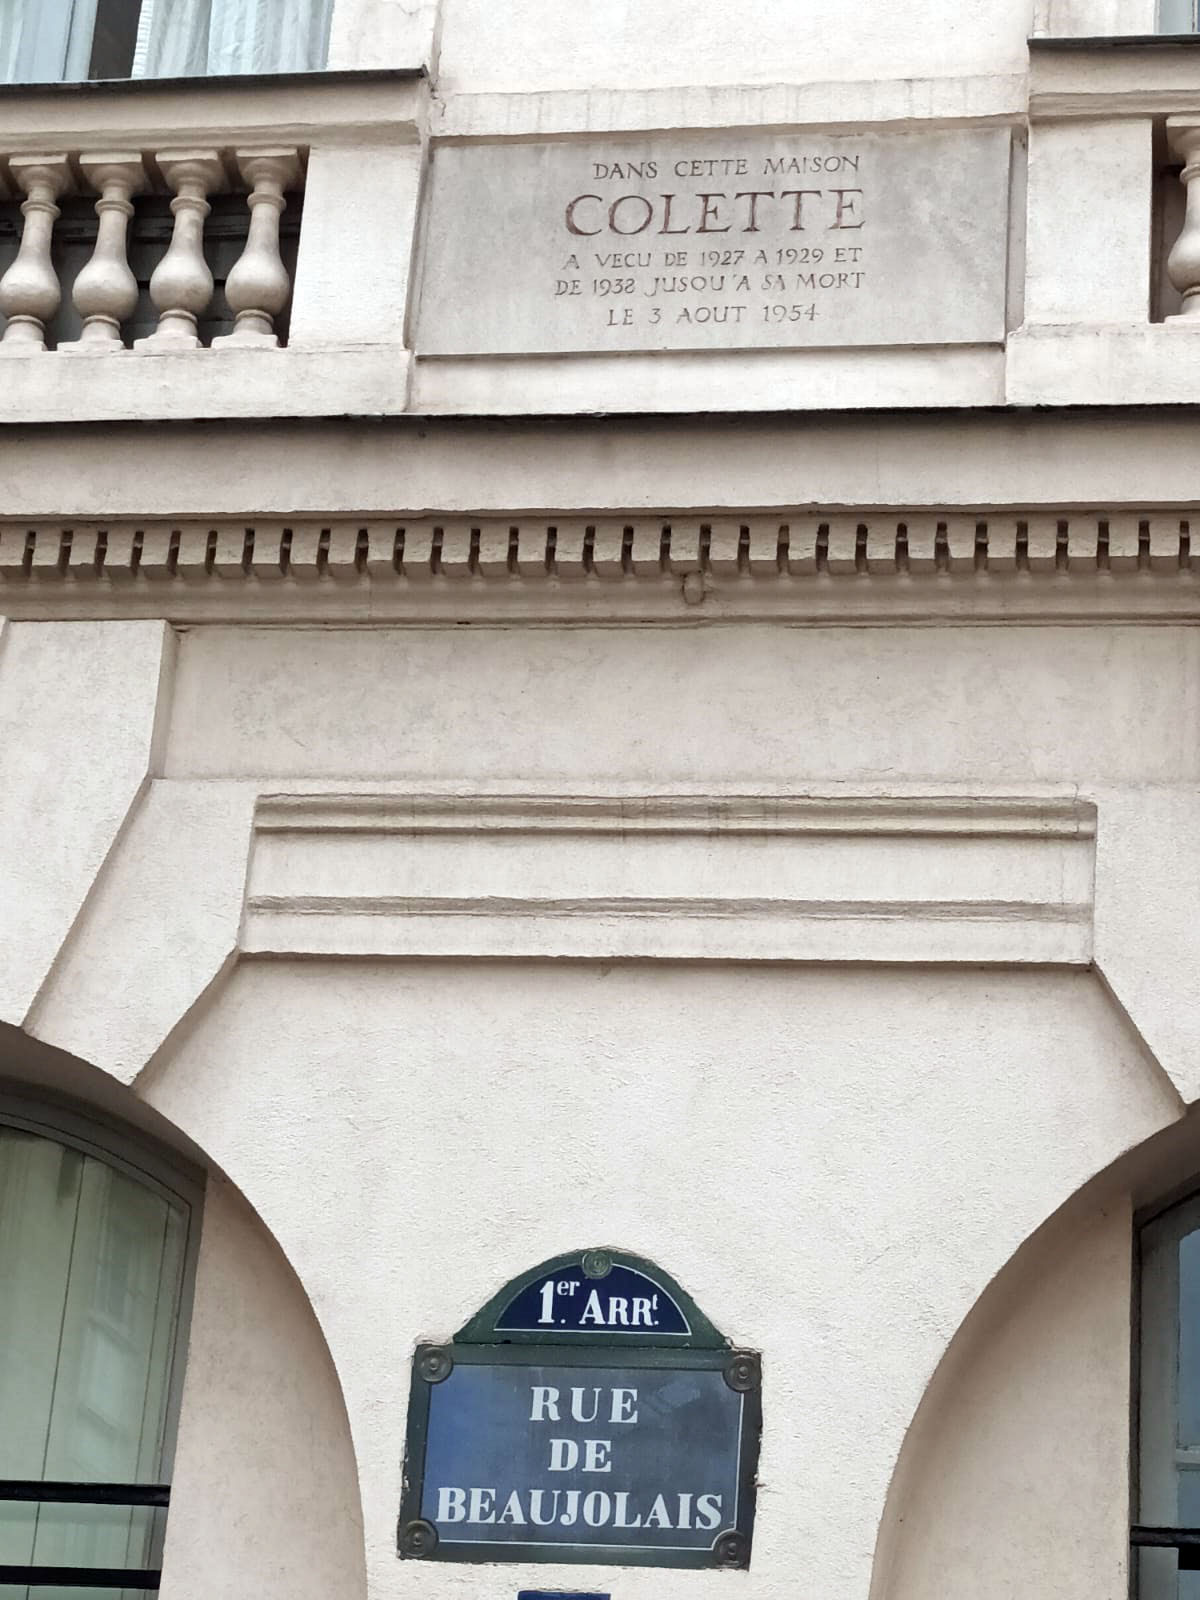 DANS CETTE MAISON
COLETTE
A VECU DE 1927 A 1929 ET
DE 1938 JUSQU'A SA MORT
LE 3 AOUT 1954
1er. ARRt.
RUE
DE
BEAUJOLAIS